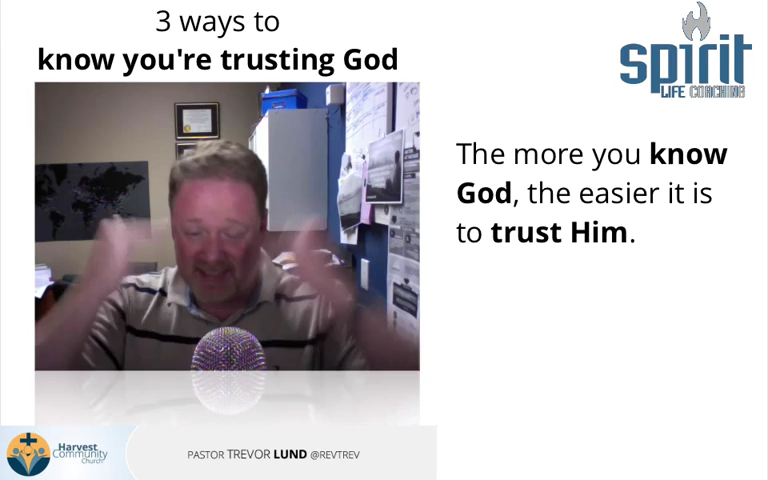 3 ways to
know you're trusting God
spirit
LIFE COACHING
The more you know
God, the easier it is
to trust Him.
Harvest
Community
Church
PASTOR TREVOR LUND @REVTREV